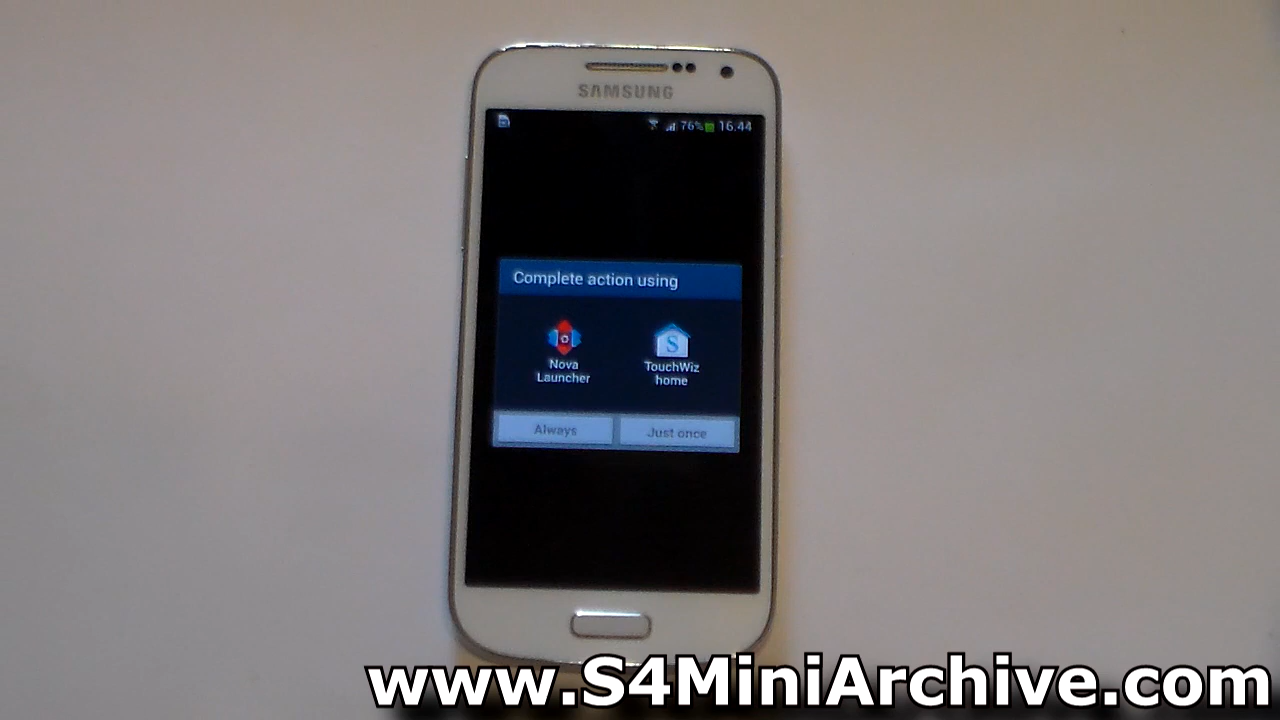 SAMSUNG
76% 16.44
Complete action using
Nova
Launcher
TouchWiz
home
Always
Just once
www.S4MiniArchive.com